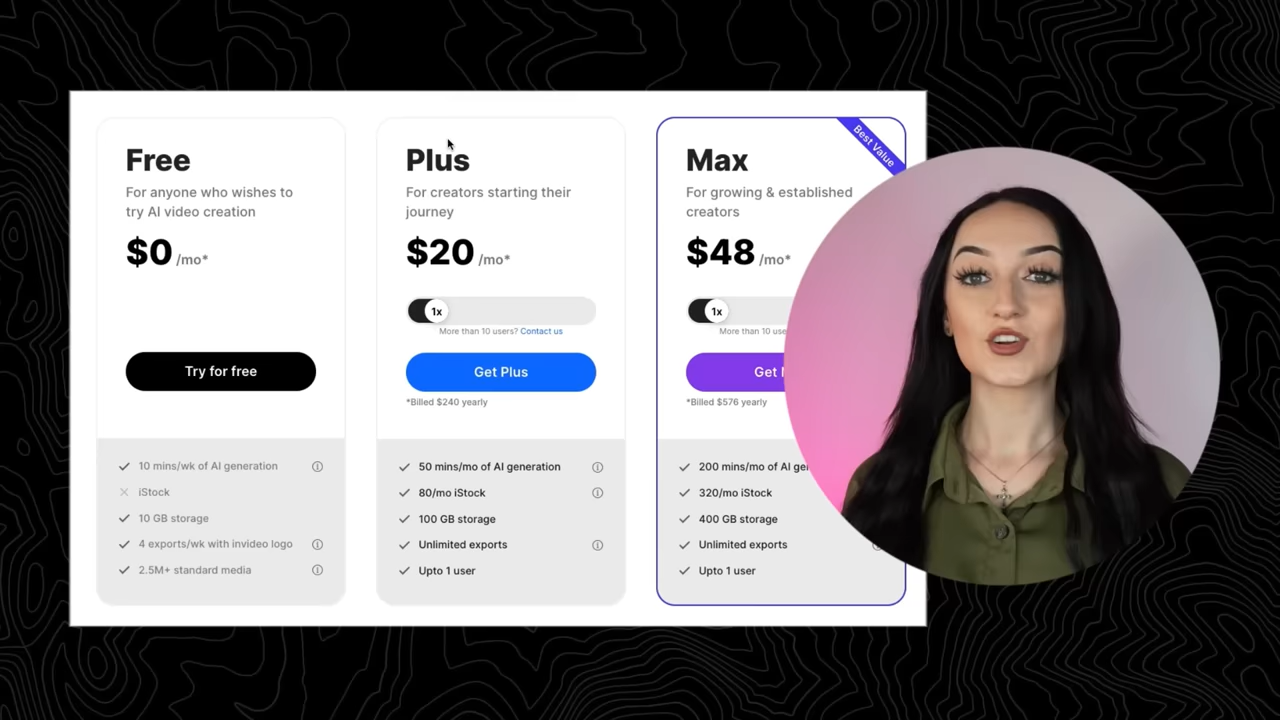 Free
For anyone who wishes to
try AI video creation
$0 /mo*
Try for free
10 mins/wk of AI generation
iStock
10 GB storage
4 exports/wk with invideo logo
2.5M+ standard media
Plus
For creators starting their
journey
$20 /mo*
1x
More than 10 users? Contact us
Get Plus
*Billed $240 yearly
50 mins/mo of AI generation
80/mo iStock
100 GB storage
Unlimited exports
Upto 1 user
Best Value
Max
For growing & established
creators
$48 /mo*
1x
More than 10
Get
*Billed $576 yearly
200 mins/mo of AI
320/mo iStock
400 GB storage
Unlimited exports
Upto 1 user